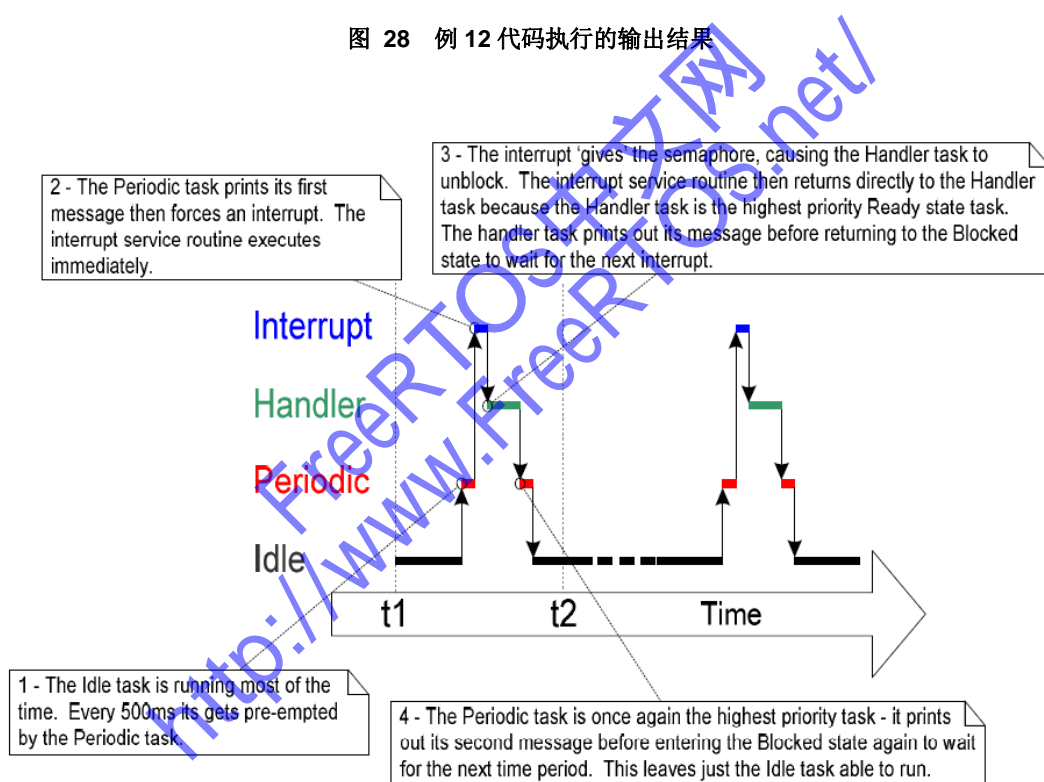 图 28 例 12 代码执行的输出结果
2 - The Periodic task prints its first
message then forces an interrupt. The
interrupt service routine executes
immediately.
3 - The interrupt ‘gives’ the semaphore, causing the Handler task to
unblock. The interrupt service routine then returns directly to the Handler
task because the Handler task is the highest priority Ready state task.
The handler task prints out its message before returning to the Blocked
state to wait for the next interrupt.
Interrupt
Handler
Periodic
Idle
t1 t2 Time
1 - The Idle task is running most of the
time. Every 500ms its gets pre-empted
by the Periodic task.
4 - The Periodic task is once again the highest priority task - it prints
out its second message before entering the Blocked state again to wait
for the next time period. This leaves just the Idle task able to run.
FreeRTOS中文网
http://www.FreeRTOS.net/